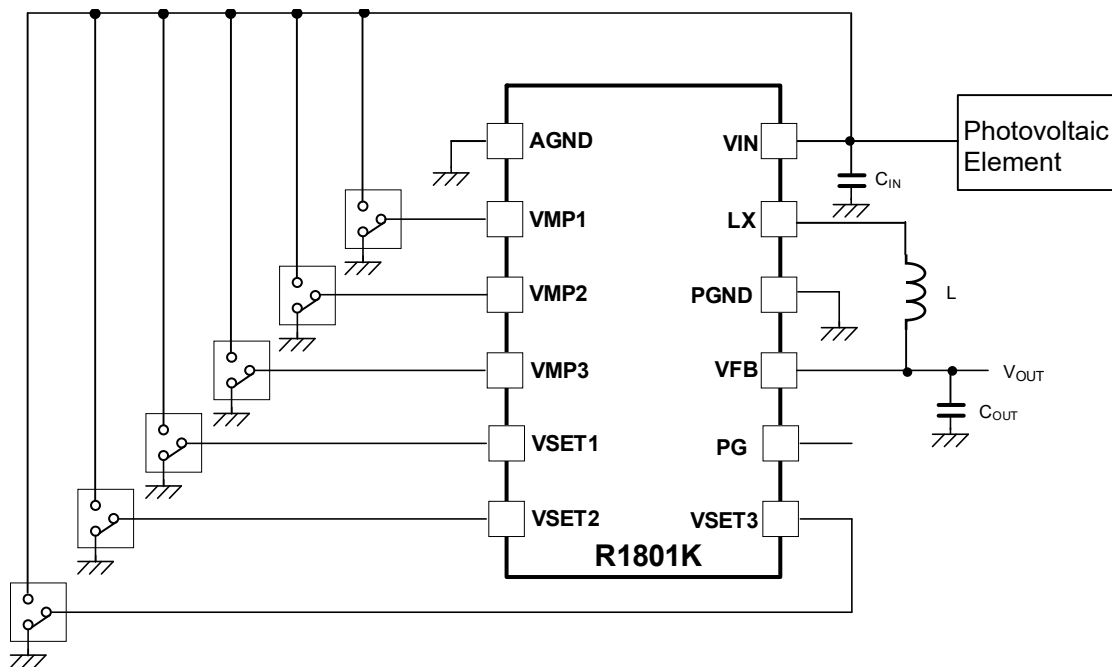 AGND
VMP1
VMP2
VMP3
VSET1
VSET2
VIN
LX
PGND
VFB
PG
VSET3
R1801K
Photovoltaic
Element
CIN
L
VOUT
COUT